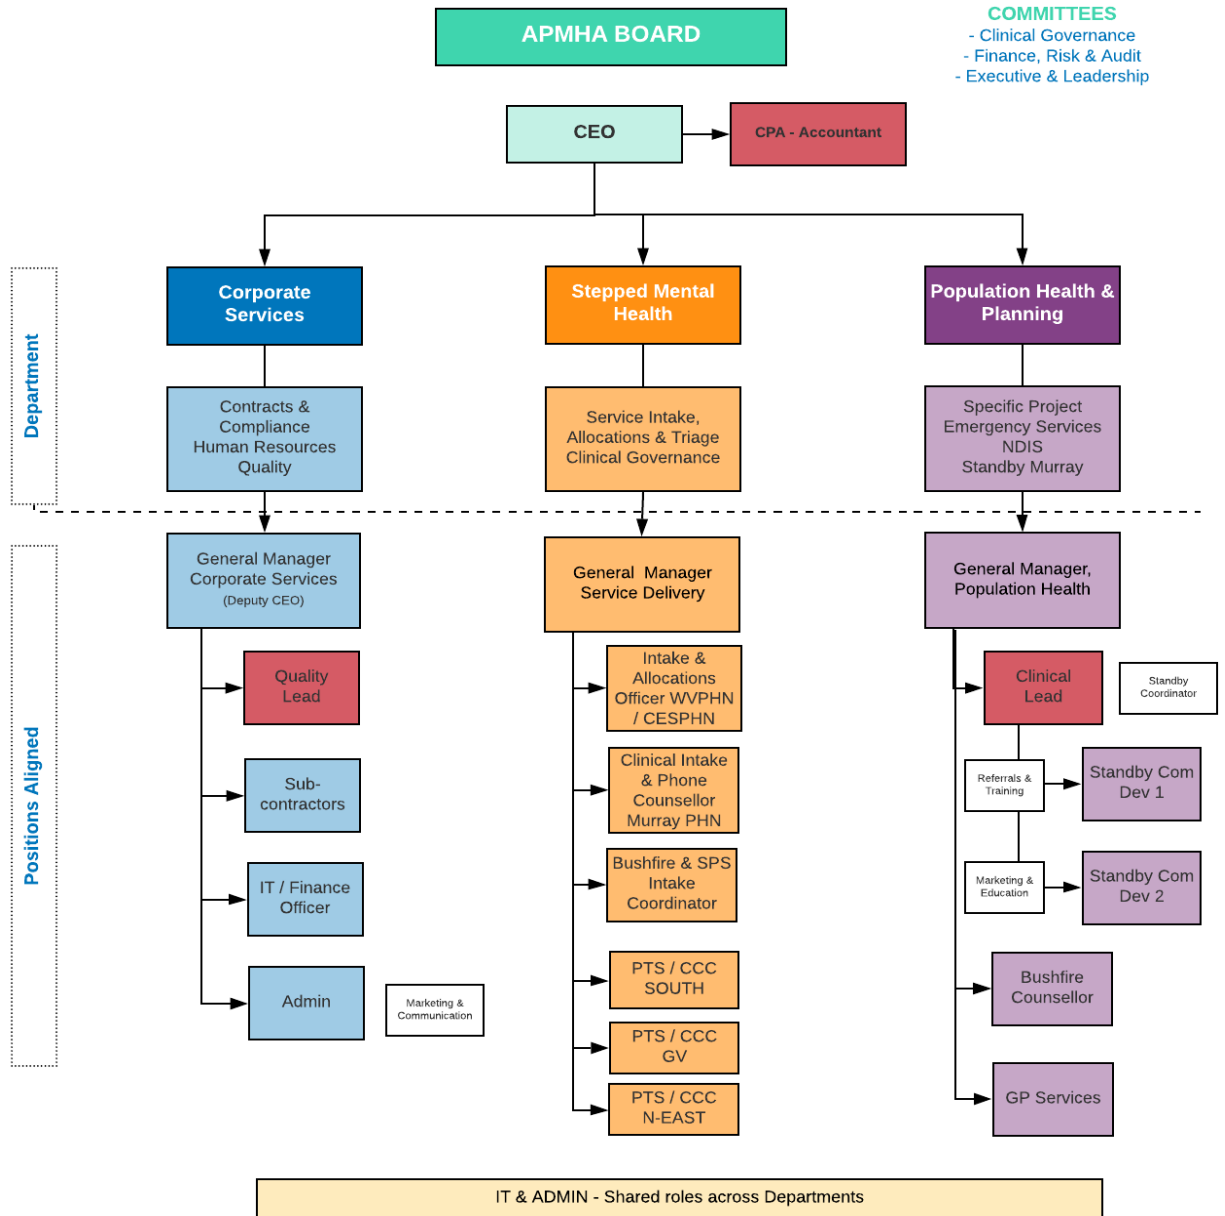 APMHA BOARD
COMMITTEES
- Clinical Governance
- Finance, Risk & Audit
- Executive & Leadership
CEO
CPA - Accountant
Department
Corporate
Services
Stepped Mental
Health
Population Health &
Planning
Contracts &
Compliance
Human Resources
Quality
Service Intake,
Allocations & Triage
Clinical Governance
Specific Project
Emergency Services
NDIS
Standby Murray
Positions Aligned
General Manager
Corporate Services
(Deputy CEO)
Quality
Lead
Sub-
contractors
IT / Finance
Officer
Admin
Marketing &
Communication
General Manager
Service Delivery
Intake &
Allocations
Officer WVPHN
/ CESPHN
Clinical Intake
& Phone
Counsellor
Murray PHN
Bushfire & SPS
Intake
Coordinator
PTS / CCC
SOUTH
PTS / CCC
GV
PTS / CCC
N-EAST
General Manager,
Population Health
Clinical
Lead
Standby
Coordinator
Referrals &
Training
Standby Com
Dev 1
Marketing &
Education
Standby Com
Dev 2
Bushfire
Counsellor
GP Services
IT & ADMIN - Shared roles across Departments